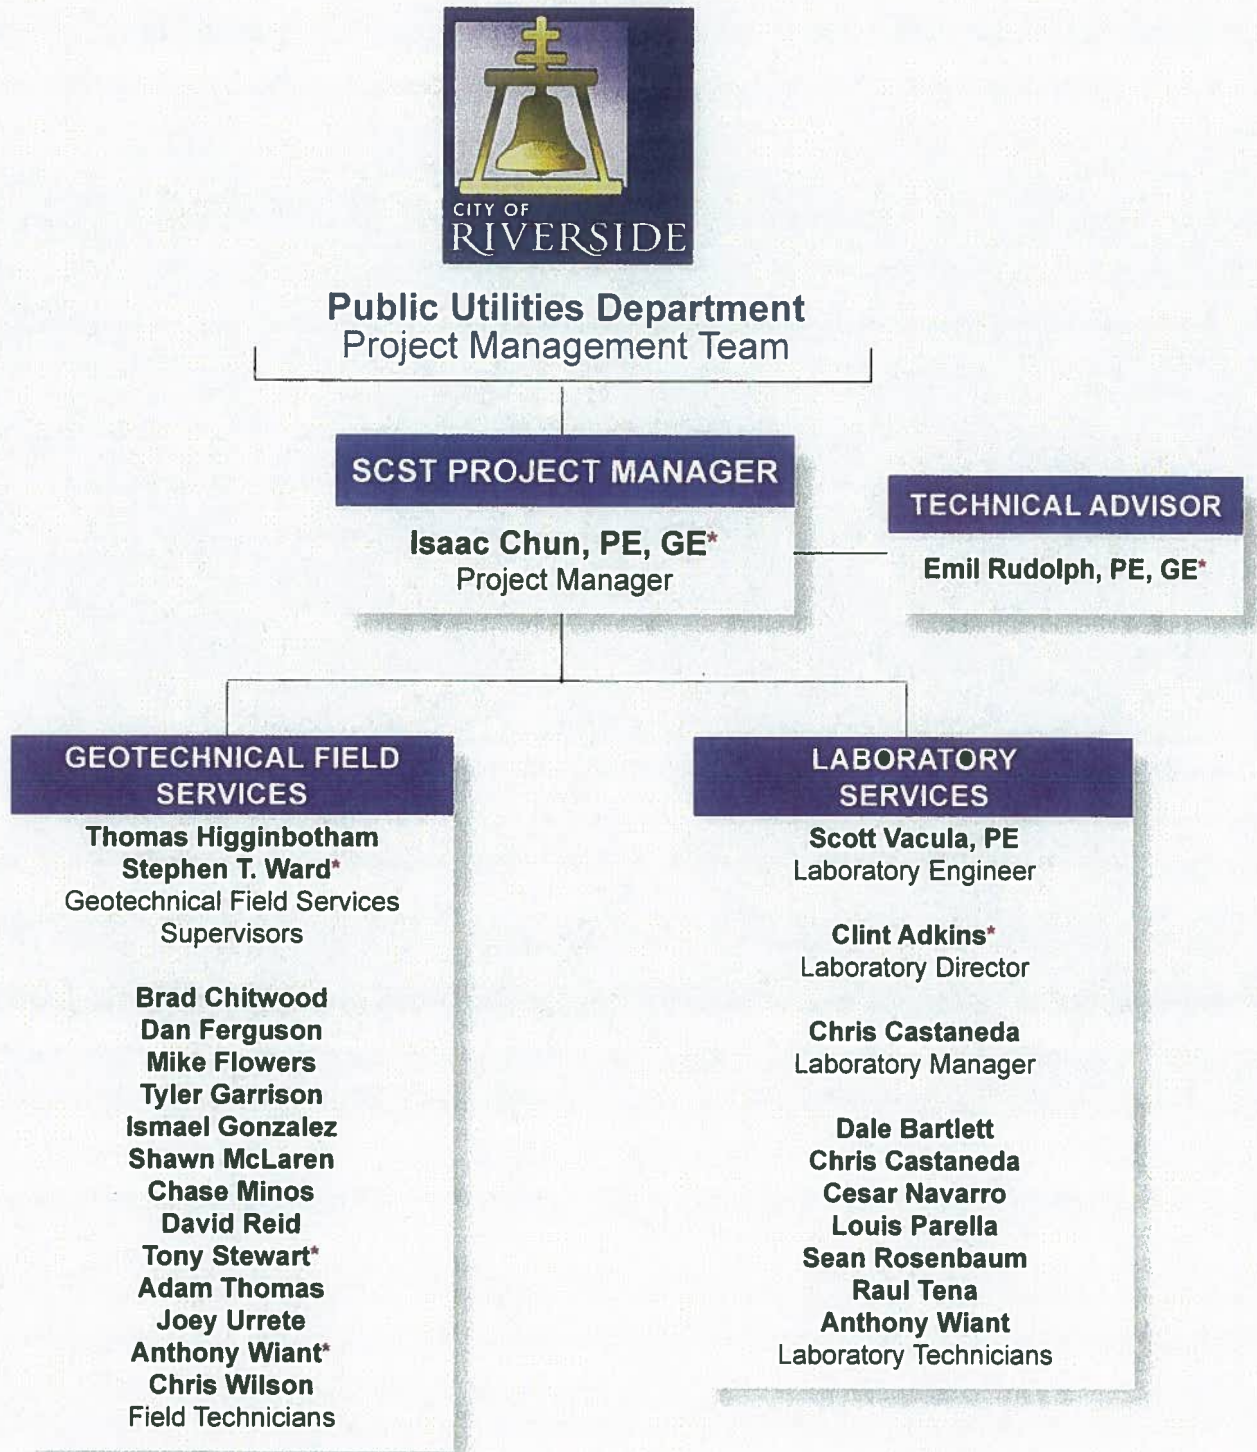 CITY OF
RIVERSIDE
Public Utilities Department
Project Management Team
SCST PROJECT MANAGER
Isaac Chun, PE, GE*
Project Manager
TECHNICAL ADVISOR
Emil Rudolph, PE, GE*
GEOTECHNICAL FIELD
SERVICES
Thomas Higginbotham
Stephen T. Ward*
Geotechnical Field Services
Supervisors
Brad Chitwood
Dan Ferguson
Mike Flowers
Tyler Garrison
Ismael Gonzalez
Shawn McLaren
Chase Minos
David Reid
Tony Stewart*
Adam Thomas
Joey Urrete
Anthony Wiant*
Chris Wilson
Field Technicians
LABORATORY
SERVICES
Scott Vacula, PE
Laboratory Engineer
Clint Adkins*
Laboratory Director
Chris Castaneda
Laboratory Manager
Dale Bartlett
Chris Castaneda
Cesar Navarro
Louis Parella
Sean Rosenbaum
Raul Tena
Anthony Wiant
Laboratory Technicians